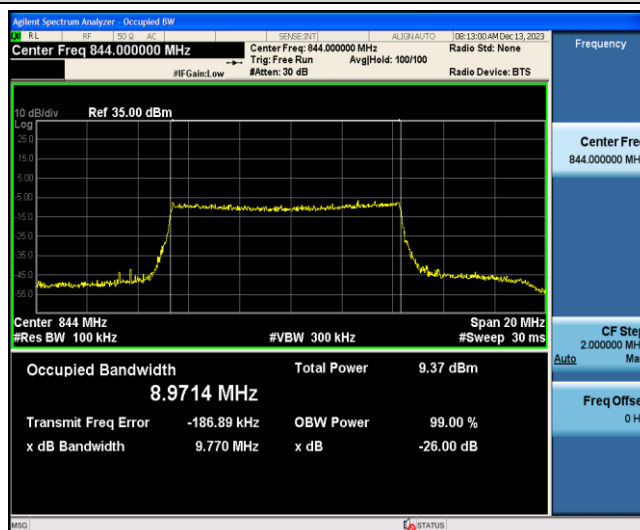 Agilent Spectrum Analyzer - Occupied BW
RL RF 50 Ω AC SENSE:INT ALIGN AUTO 08:13:00 AM Dec 13, 2023
Center Freq 844.000000 MHz
Center Freq: 844.000000 MHz Radio Std: None
Trig: Free Run Avg|Hold: 100/100
#IFGain:Low #Atten: 30 dB Radio Device: BTS
10 dB/div Ref 35.00 dBm
Log
25.0
15.0
5.00
-5.00
-15.0
-25.0
-35.0
-45.0
-55.0
Center 844 MHz Span 20 MHz
#Res BW 100 kHz #VBW 300 kHz #Sweep 30 ms
Occupied Bandwidth Total Power 9.37 dBm
8.9714 MHz
Transmit Freq Error -186.89 kHz OBW Power 99.00 %
x dB Bandwidth 9.770 MHz x dB -26.00 dB
MSG STATUS
Frequency
Center Fre
844.000000 MH
CF Step
2.000000 MH
Auto Ma
Freq Offse
0 H